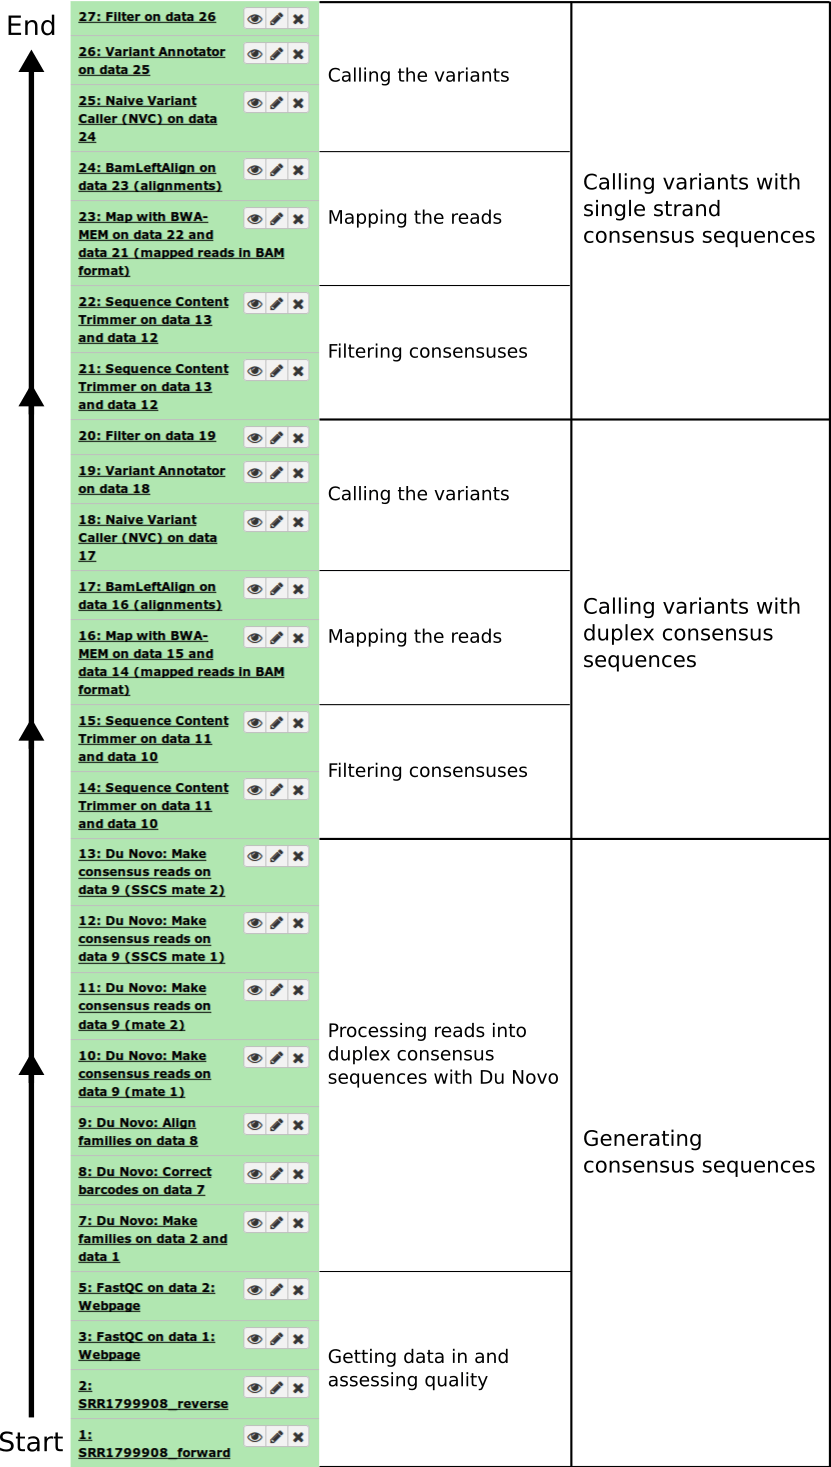 End
27: Filter on data 26
26: Variant Annotator
on data 25
25: Naive Variant
Caller (NVC) on data
24
Calling the variants
24: BamLeftAlign on
data 23 (alignments)
23: Map with BWA-
MEM on data 22 and
data 21 (mapped reads in BAM
format)
Mapping the reads
22: Sequence Content
Trimmer on data 13
and data 12
21: Sequence Content
Trimmer on data 13
and data 12
Filtering consensuses
Calling variants with
single strand
consensus sequences
20: Filter on data 19
19: Variant Annotator
on data 18
18: Naive Variant
Caller (NVC) on data
17
Calling the variants
17: BamLeftAlign on
data 16 (alignments)
16: Map with BWA-
MEM on data 15 and
data 14 (mapped reads in BAM
format)
Mapping the reads
15: Sequence Content
Trimmer on data 11
and data 10
14: Sequence Content
Trimmer on data 11
and data 10
Filtering consensuses
Calling variants with
duplex consensus
sequences
13: Du Novo: Make
consensus reads on
data 9 (SSCS mate 2)
12: Du Novo: Make
consensus reads on
data 9 (SSCS mate 1)
11: Du Novo: Make
consensus reads on
data 9 (mate 2)
10: Du Novo: Make
consensus reads on
data 9 (mate 1)
9: Du Novo: Align
families on data 8
8: Du Novo: Correct
barcodes on data 7
7: Du Novo: Make
families on data 2 and
data 1
Processing reads into
duplex consensus
sequences with Du Novo
5: FastQC on data 2:
Webpage
3: FastQC on data 1:
Webpage
2:
SRR1799908_reverse
1:
SRR1799908_forward
Getting data in and
assessing quality
Generating
consensus sequences
Start